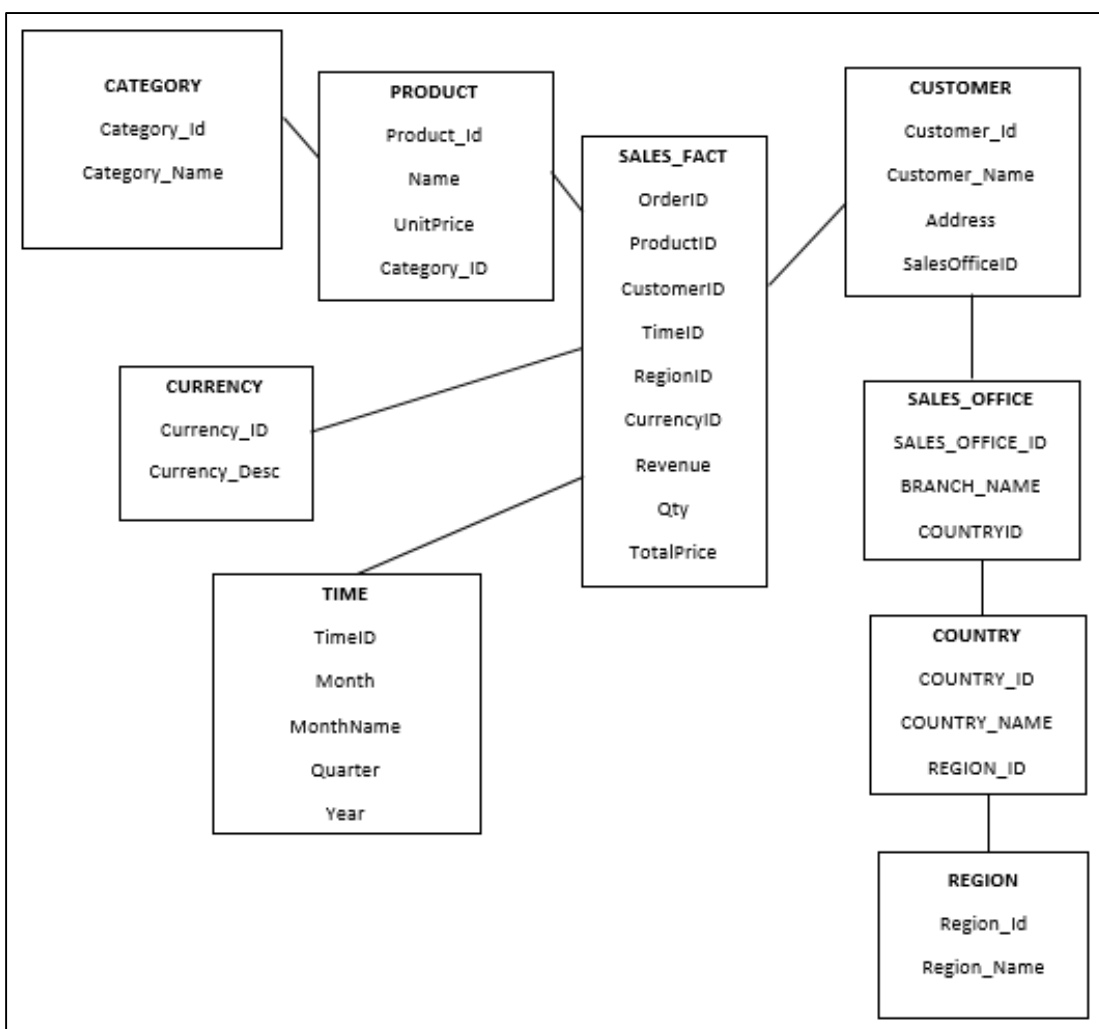 CATEGORY
Category_Id
Category_Name
PRODUCT
Product_Id
Name
UnitPrice
Category_ID
SALES_FACT
OrderID
ProductID
CustomerID
TimeID
RegionID
CurrencyID
Revenue
Qty
TotalPrice
CUSTOMER
Customer_Id
Customer_Name
Address
SalesOfficeID
CURRENCY
Currency_ID
Currency_Desc
TIME
TimeID
Month
MonthName
Quarter
Year
SALES_OFFICE
SALES_OFFICE_ID
BRANCH_NAME
COUNTRYID
COUNTRY
COUNTRY_ID
COUNTRY_NAME
REGION_ID
REGION
Region_Id
Region_Name